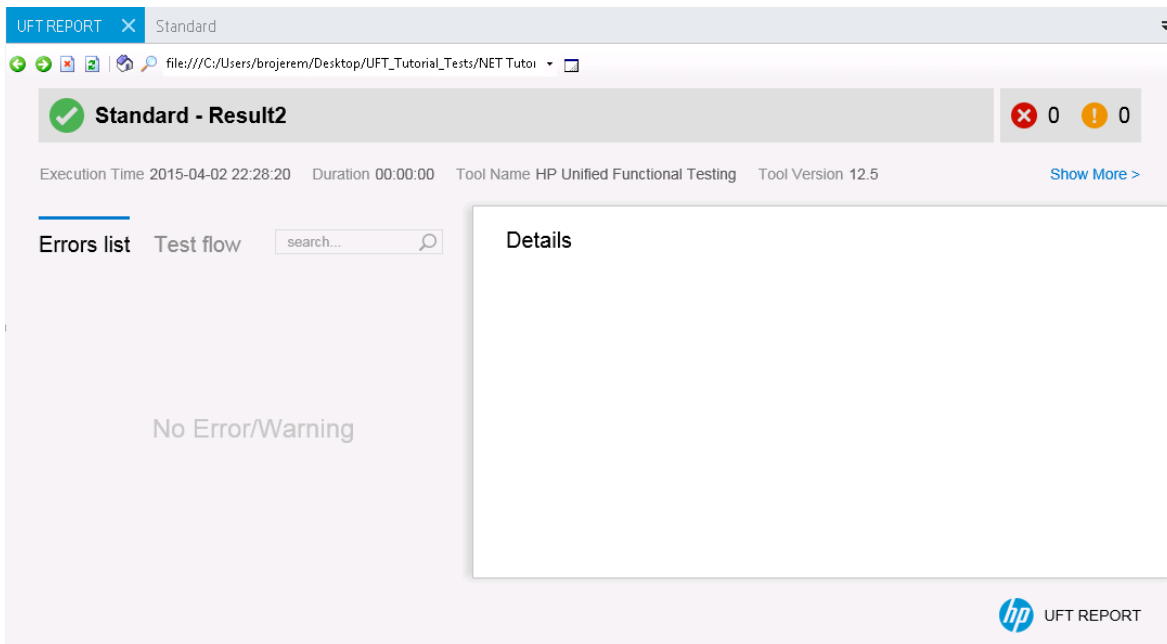 UFT REPORT Standard
file:///C:/Users/brojerem/Desktop/UFT_Tutorial_Tests/NET Tutor
Standard - Result2 0 0
Execution Time 2015-04-02 22:28:20 Duration 00:00:00 Tool Name HP Unified Functional Testing Tool Version 12.5 Show More >
Errors list Test flow search... Details
No Error/Warning
hp UFT REPORT